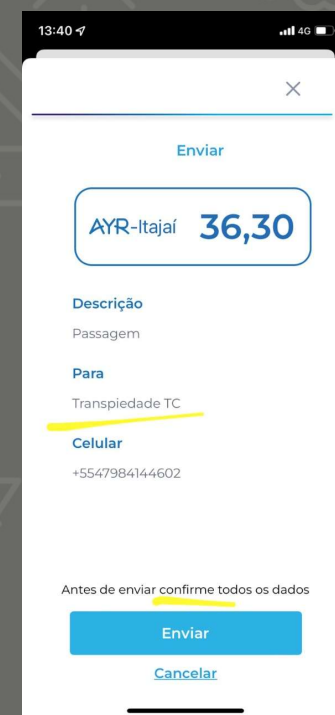 13:40
4G
Enviar
AYR-Itajaí 36,30
Descrição
Passagem
Para
Transpiedade TC
Celular
+5547984144602
Antes de enviar confirme todos os dados
Enviar
Cancelar